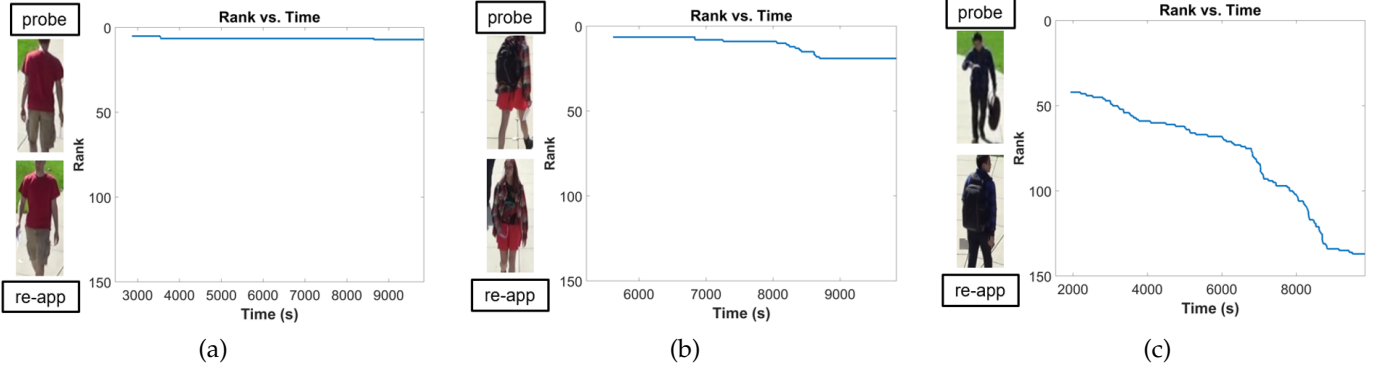 probe
re-app
Rank vs. Time
0
50
100
150
Rank
3000 4000 5000 6000 7000 8000 9000
Time (s)
(a)
probe
re-app
Rank vs. Time
0
50
100
150
Rank
6000 7000 8000 9000
Time (s)
(b)
probe
re-app
Rank vs. Time
0
50
100
150
Rank
2000 4000 6000 8000
Time (s)
(c)